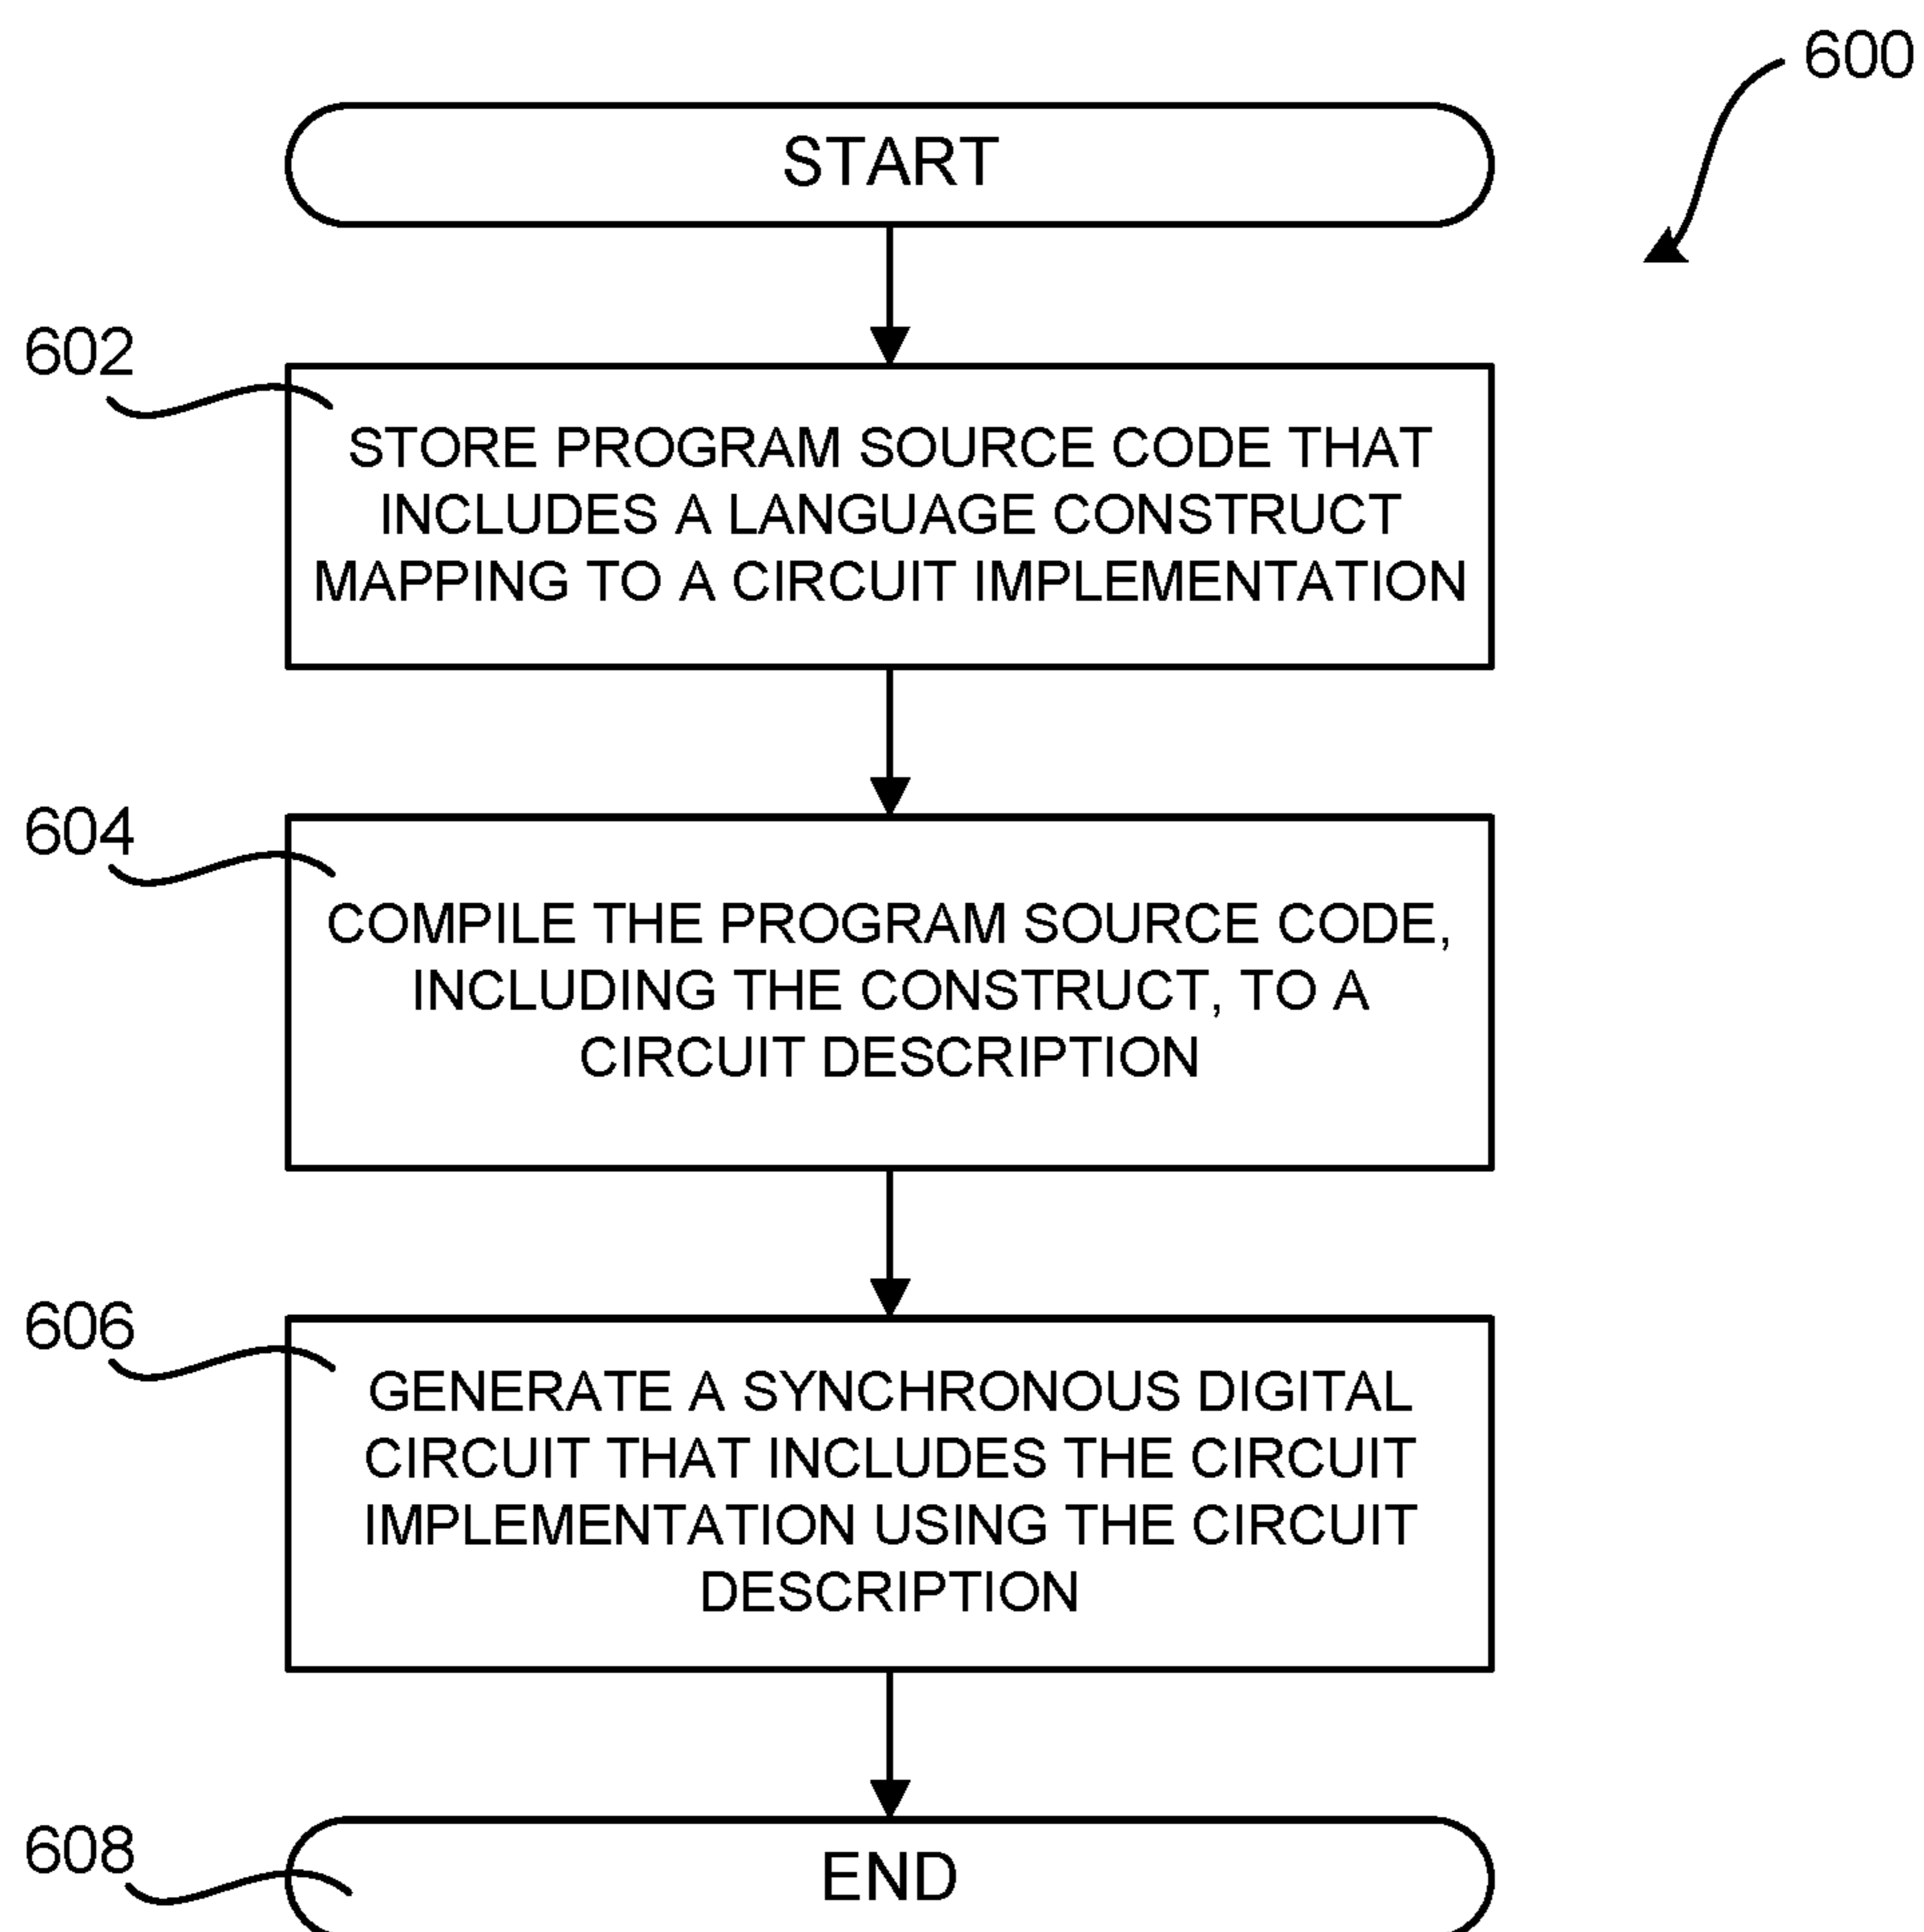 600
START
602
STORE PROGRAM SOURCE CODE THAT
INCLUDES A LANGUAGE CONSTRUCT
MAPPING TO A CIRCUIT IMPLEMENTATION
604
COMPILE THE PROGRAM SOURCE CODE,
INCLUDING THE CONSTRUCT, TO A
CIRCUIT DESCRIPTION
606
GENERATE A SYNCHRONOUS DIGITAL
CIRCUIT THAT INCLUDES THE CIRCUIT
IMPLEMENTATION USING THE CIRCUIT
DESCRIPTION
608
END